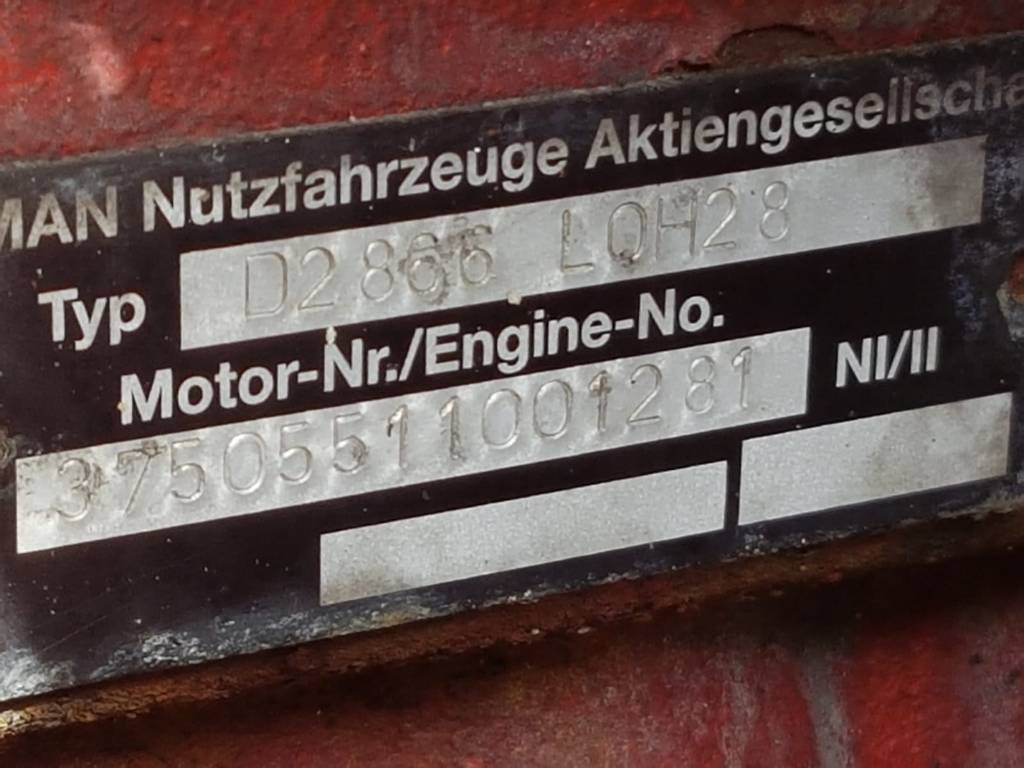 MAN Nutzfahrzeuge Aktiengesellscha
Typ D2866 LOH28
Motor-Nr./Engine-No.
37505511001281 NI/II